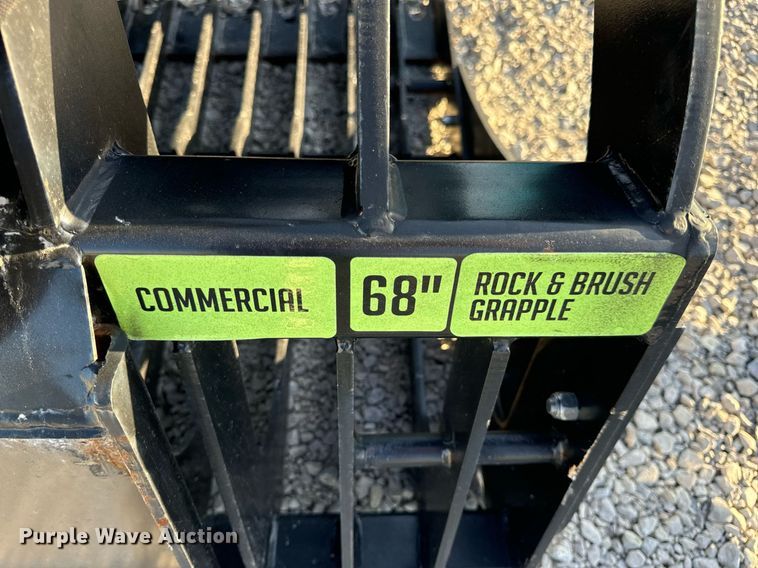 COMMERCIAL
68"
ROCK & BRUSH
GRAPPLE
Purple Wave Auction